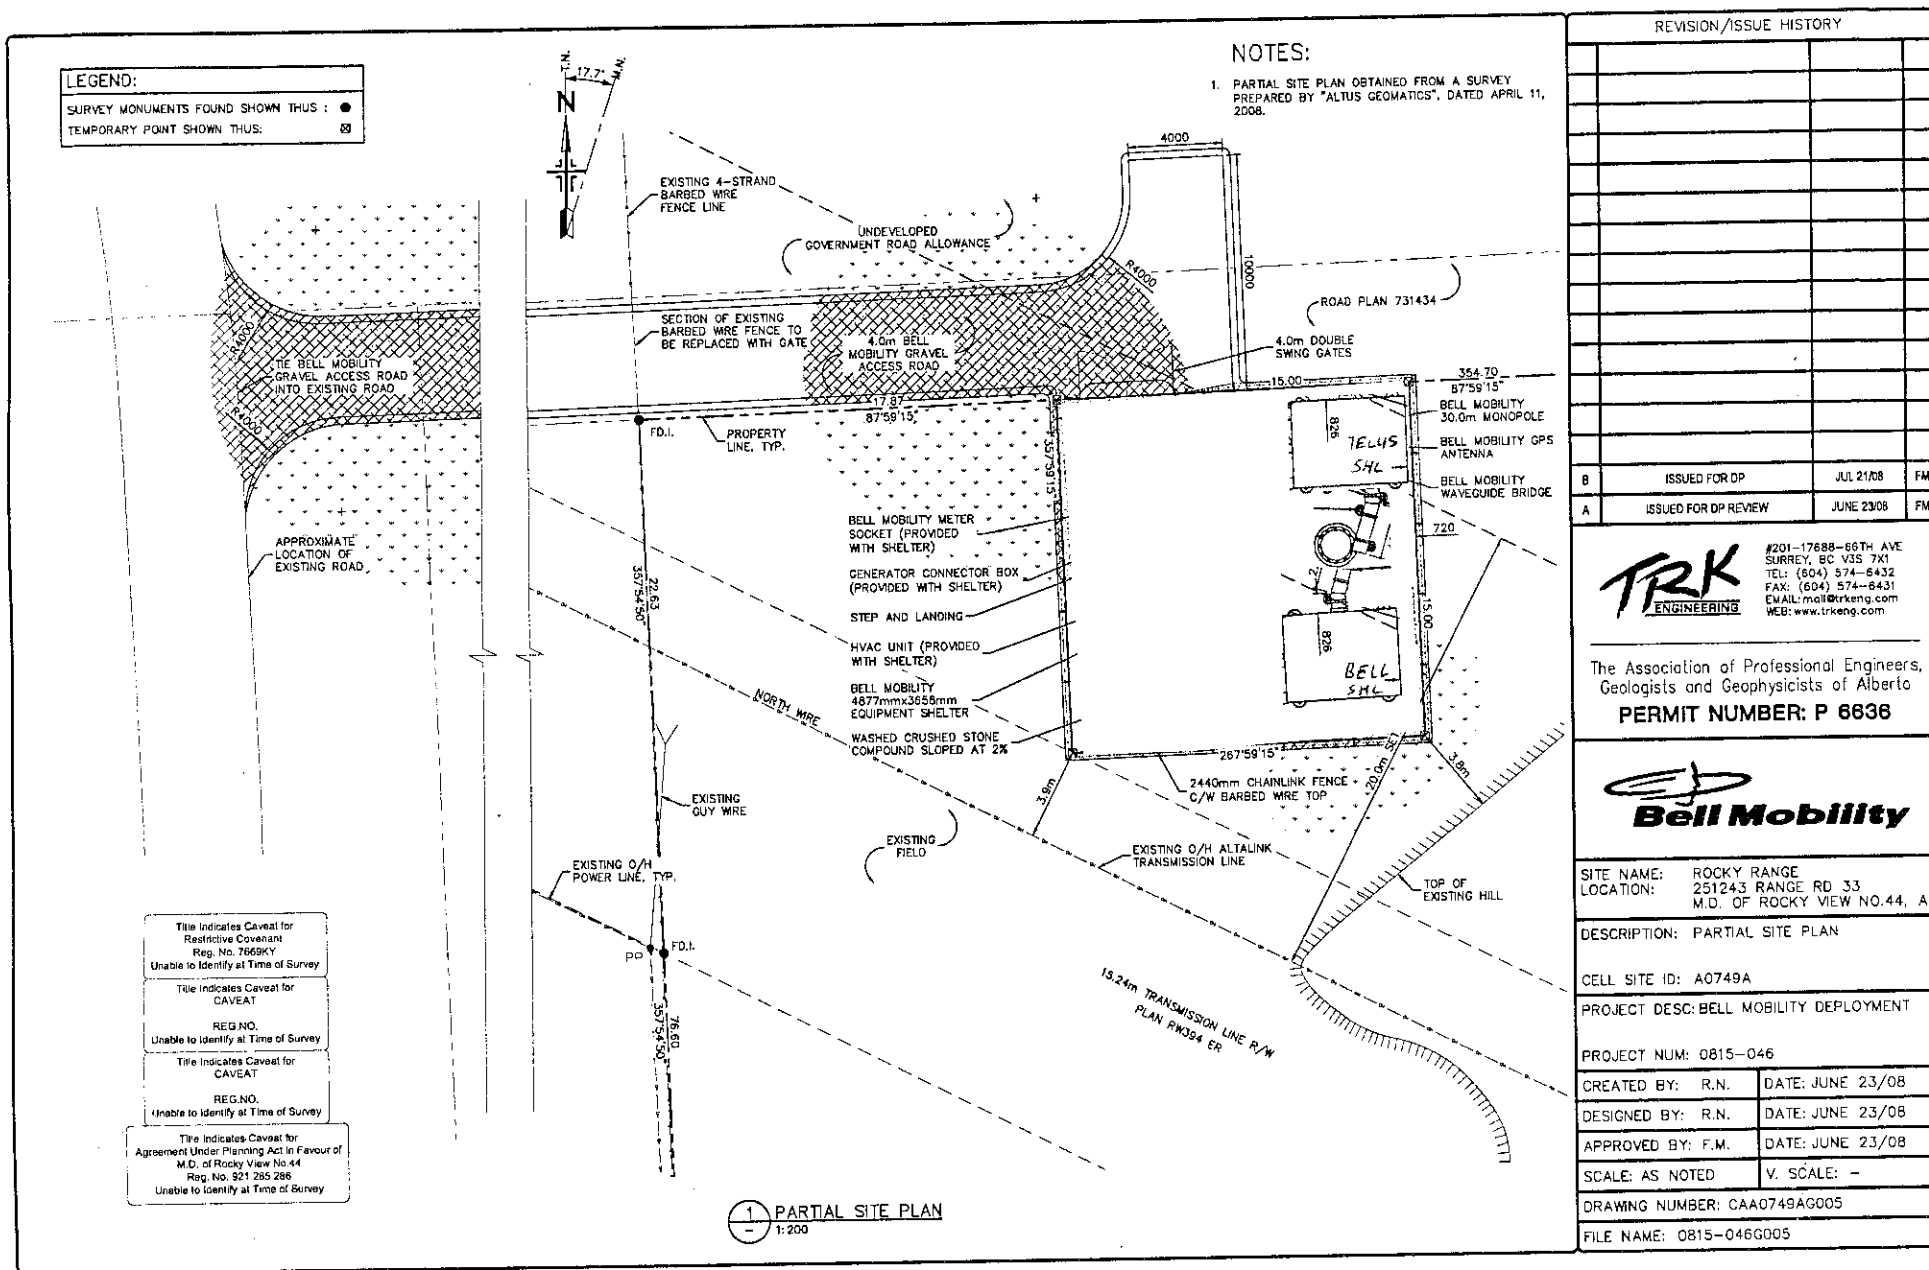 LEGEND:
SURVEY MONUMENTS FOUND SHOWN THUS :
TEMPORARY POINT SHOWN THUS:
T.N.
17.7°
M.N.
N
NOTES:
1. PARTIAL SITE PLAN OBTAINED FROM A SURVEY
PREPARED BY "ALTUS GEOMATICS", DATED APRIL 11,
2008.
4000
EXISTING 4-STRAND
BARBED WIRE
FENCE LINE
UNDEVELOPED
GOVERNMENT ROAD ALLOWANCE
R4000
10000
ROAD PLAN 731434
SECTION OF EXISTING
BARBED WIRE FENCE TO
BE REPLACED WITH GATE
4.0m BELL
MOBILITY GRAVEL
ACCESS ROAD
4.0m DOUBLE
SWING GATES
R4000
TIE BELL MOBILITY
GRAVEL ACCESS ROAD
INTO EXISTING ROAD
R4000
17.87
87°59'15"
15.00
354.70
87°59'15"
FD.I.
PROPERTY
LINE, TYP.
357°59'15"
826
TELUS
SHL
BELL MOBILITY
30.0m MONOPOLE
BELL MOBILITY GPS
ANTENNA
BELL MOBILITY
WAVEGUIDE BRIDGE
720
APPROXIMATE
LOCATION OF
EXISTING ROAD
22.63
357°54'50"
BELL MOBILITY METER
SOCKET (PROVIDED
WITH SHELTER)
GENERATOR CONNECTOR BOX
(PROVIDED WITH SHELTER)
STEP AND LANDING
HVAC UNIT (PROVIDED
WITH SHELTER)
BELL MOBILITY
4877mmx3658mm
EQUIPMENT SHELTER
WASHED CRUSHED STONE
COMPOUND SLOPED AT 2%
15.00
826
BELL
SHL
NORTH WIRE
267°59'15"
3.9m
2440mm CHAINLINK FENCE
C/W BARBED WIRE TOP
20.0m
3.8m
EXISTING
GUY WIRE
EXISTING
FIELD
EXISTING O/H ALTALINK
TRANSMISSION LINE
EXISTING O/H
POWER LINE, TYP.
TOP OF
EXISTING HILL
FD.I.
PP
76.60
357°54'50"
15.24m TRANSMISSION LINE R/W
PLAN RW394 ER
Title Indicates Caveat for
Restrictive Covenant
Reg. No. 7669KY
Unable to Identify at Time of Survey
Title Indicates Caveat for
CAVEAT
REG.NO.
Unable to Identify at Time of Survey
Title Indicates Caveat for
CAVEAT
REG.NO.
Unable to Identify at Time of Survey
Title Indicates Caveat for
Agreement Under Planning Act In Favour of
M.D. of Rocky View No.44
Reg. No. 921 285 286
Unable to Identify at Time of Survey
1
PARTIAL SITE PLAN
1:200
REVISION/ISSUE HISTORY
B ISSUED FOR DP JUL 21/08 FM
A ISSUED FOR DP REVIEW JUNE 23/08 FM
TRK
ENGINEERING
#201-17688-66TH AVE
SURREY, BC V3S 7X1
TEL: (604) 574-6432
FAX: (604) 574-6431
EMAIL: mail@trkeng.com
WEB: www.trkeng.com
The Association of Professional Engineers,
Geologists and Geophysicists of Alberta
PERMIT NUMBER: P 6636
Bell Mobility
SITE NAME: ROCKY RANGE
LOCATION: 251243 RANGE RD 33
M.D. OF ROCKY VIEW NO.44, A
DESCRIPTION: PARTIAL SITE PLAN
CELL SITE ID: A0749A
PROJECT DESC: BELL MOBILITY DEPLOYMENT
PROJECT NUM: 0815-046
CREATED BY: R.N. DATE: JUNE 23/08
DESIGNED BY: R.N. DATE: JUNE 23/08
APPROVED BY: F.M. DATE: JUNE 23/08
SCALE: AS NOTED V. SCALE: -
DRAWING NUMBER: CAA0749AG005
FILE NAME: 0815-046G005